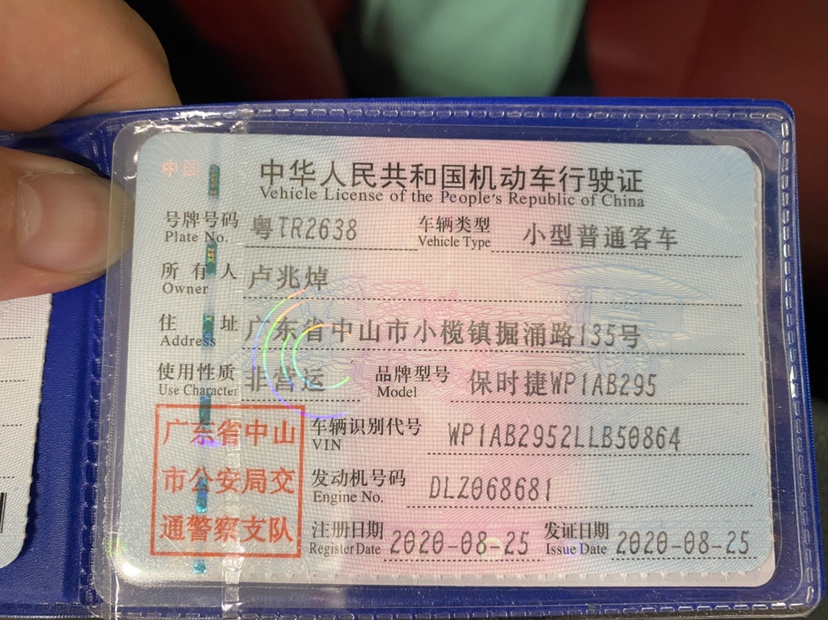 中国
中华人民共和国机动车行驶证
Vehicle License of the People's Republic of China
号牌号码 粤TR2638 车辆类型 小型普通客车
Plate No. Vehicle Type
所有人 卢兆焯
Owner
住址 广东省中山市小榄镇掘涌路135号
Address
使用性质 非营运 品牌型号 保时捷WP1AB295
Use Character Model
广东省中山
市公安局交
通警察支队
车辆识别代号 WP1AB2952LLB50864
VIN
发动机号码 DLZ068681
Engine No.
注册日期 2020-08-25 发证日期 2020-08-25
Register Date Issue Date